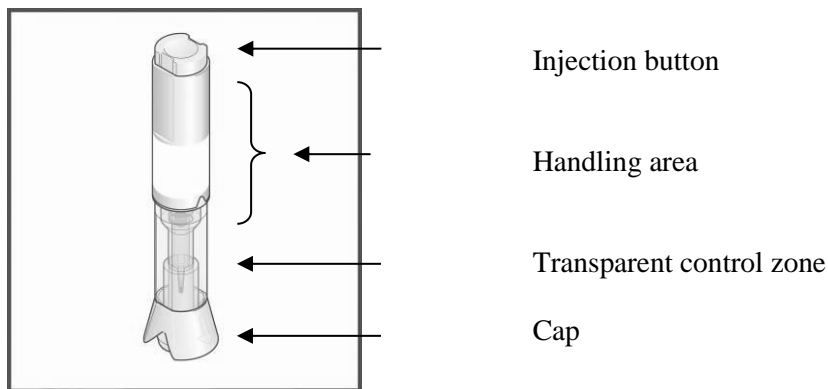 Injection button
Handling area
Transparent control zone
Cap